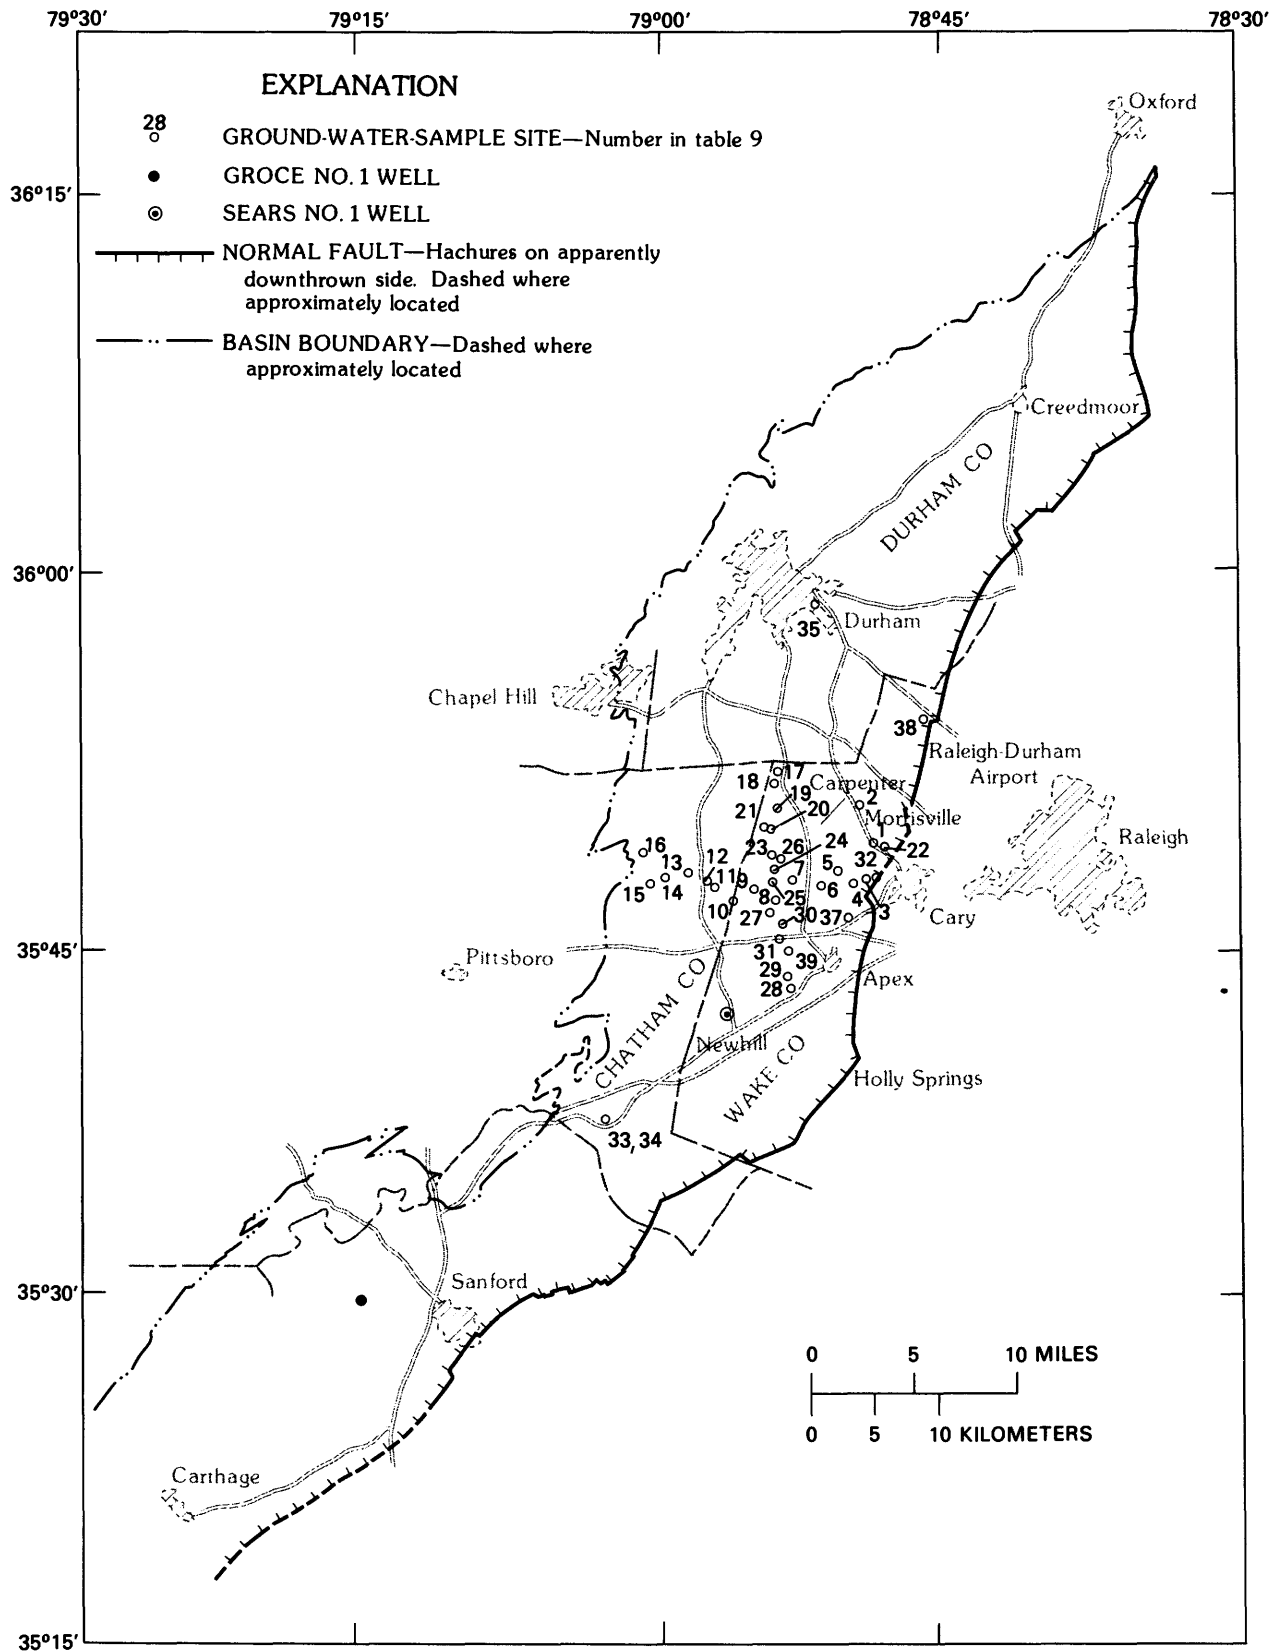 79°30′ 79°15′ 79°00′ 78°45′ 78°30′
EXPLANATION
28
GROUND-WATER-SAMPLE SITE—Number in table 9
GROCE NO. 1 WELL
SEARS NO. 1 WELL
NORMAL FAULT—Hachures on apparently
downthrown side. Dashed where
approximately located
BASIN BOUNDARY—Dashed where
approximately located
Oxford
36°15′
Creedmoor
DURHAM CO
36°00′
35
Durham
Chapel Hill
38
Raleigh-Durham
Airport
17
18
Carpenter
19
2
20
21
Morrisville
1
Raleigh
24
22
23
26
16
12
5
32
13
7
11
9
15
14
6
4
8
25
10
3
27
30
37
Cary
35°45′
31
Pittsboro
39
29
Apex
28
CHATHAM CO
Newhill
WAKE CO
Holly Springs
33, 34
Sanford
35°30′
0 5 10 MILES
0 5 10 KILOMETERS
Carthage
35°15′